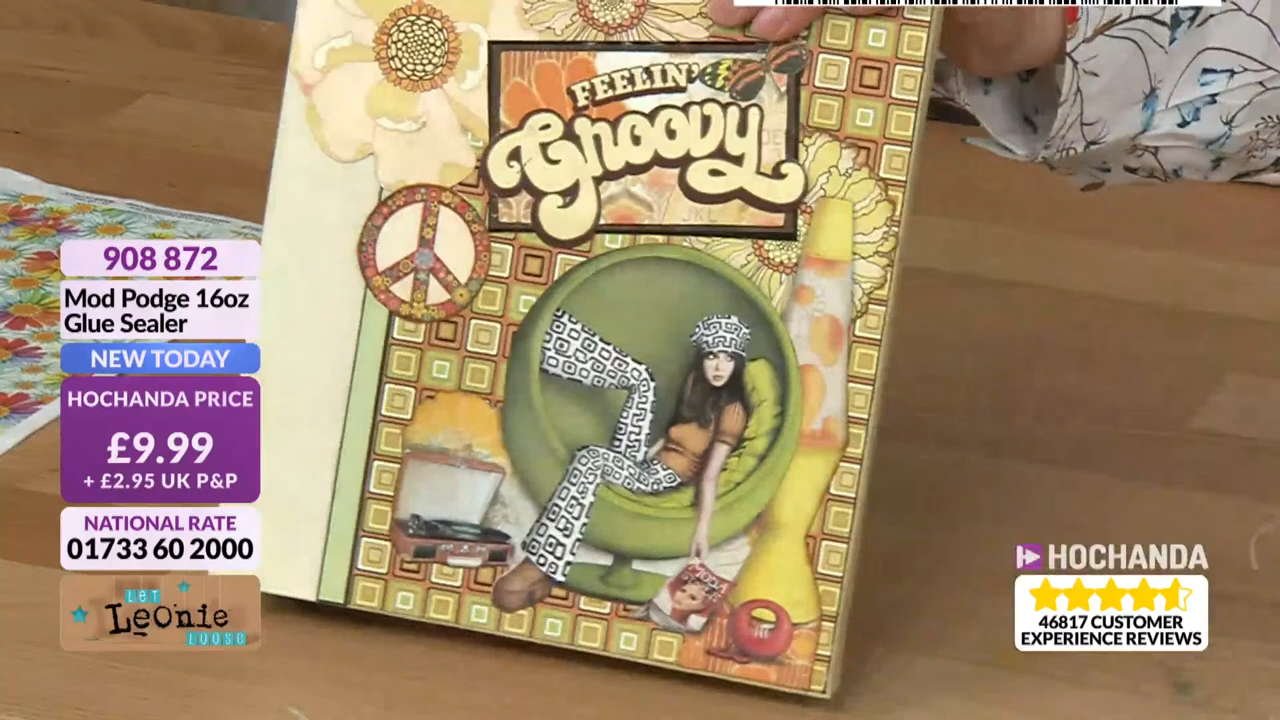 FEELIN'
Groovy
JKL
908 872
Mod Podge 16oz
Glue Sealer
NEW TODAY
HOCHANDA PRICE
£9.99
+ £2.95 UK P&P
NATIONAL RATE
01733 60 2000
LET
Leonie
LOOSE
HOCHANDA
46817 CUSTOMER
EXPERIENCE REVIEWS